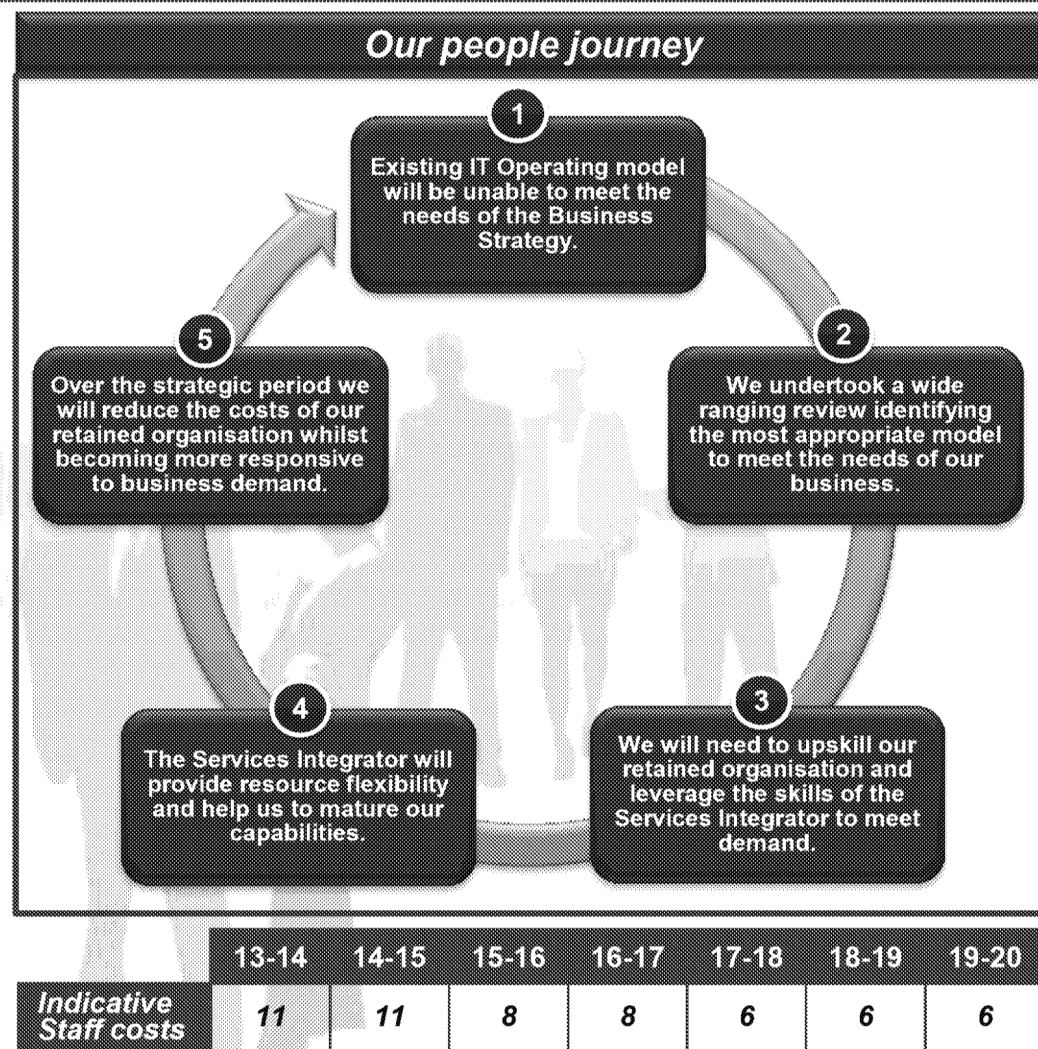 Our people journey
1
Existing IT Operating model
will be unable to meet the
needs of the Business
Strategy.
2
We undertook a wide
ranging review identifying
the most appropriate model
to meet the needs of our
business.
3
We will need to upskill our
retained organisation and
leverage the skills of the
Services Integrator to meet
demand.
4
The Services Integrator will
provide resource flexibility
and help us to mature our
capabilities.
5
Over the strategic period we
will reduce the costs of our
retained organisation whilst
becoming more responsive
to business demand.
13-14 14-15 15-16 16-17 17-18 18-19 19-20
Indicative
Staff costs 11 11 8 8 6 6 6